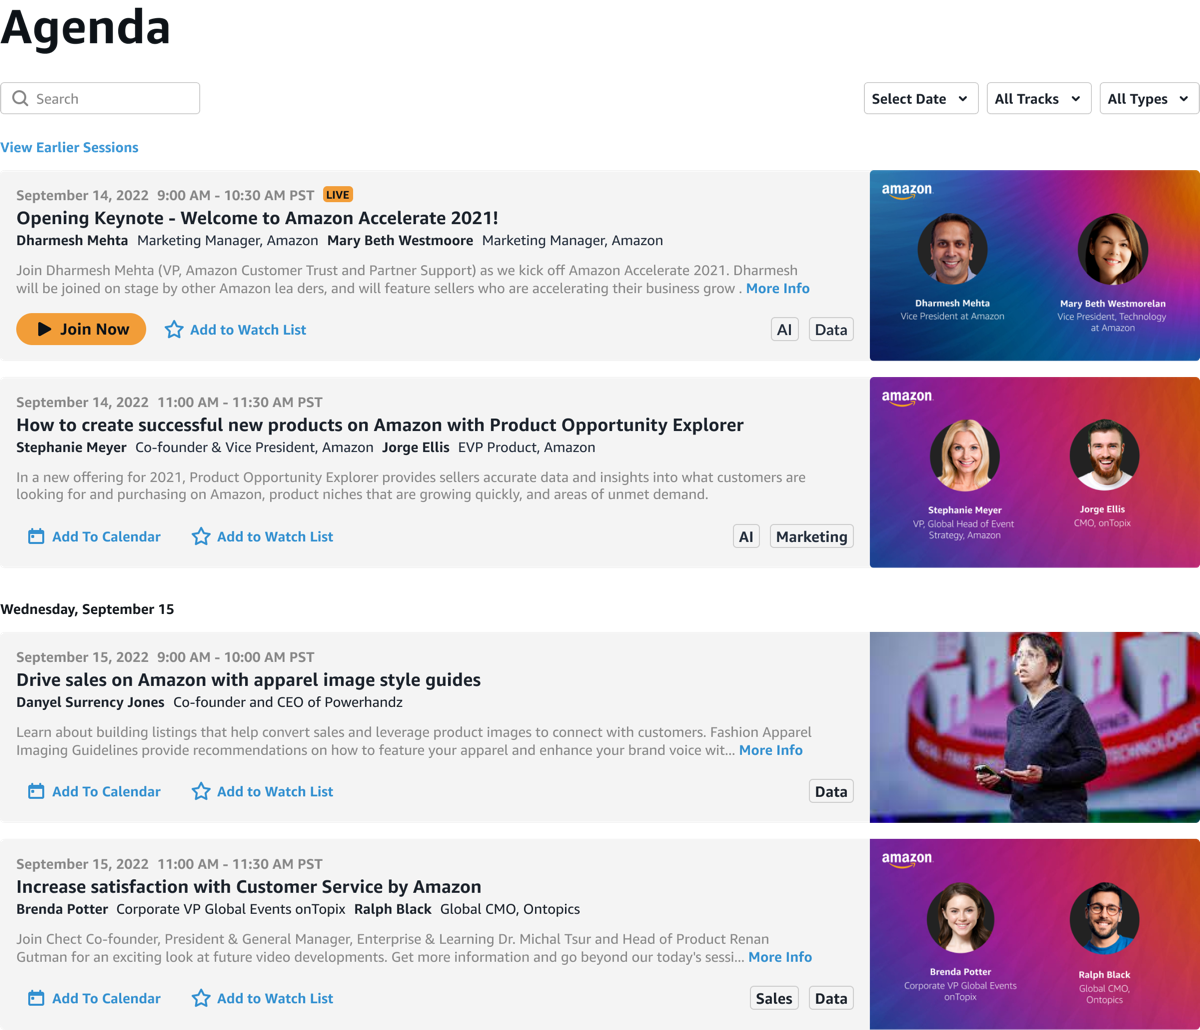 Agenda
Search
Select Date
All Tracks
All Types
View Earlier Sessions
September 14, 2022 9:00 AM - 10:30 AM PST LIVE
Opening Keynote - Welcome to Amazon Accelerate 2021!
Dharmesh Mehta Marketing Manager, Amazon Mary Beth Westmoore Marketing Manager, Amazon
Join Dharmesh Mehta (VP, Amazon Customer Trust and Partner Support) as we kick off Amazon Accelerate 2021. Dharmesh
will be joined on stage by other Amazon lea ders, and will feature sellers who are accelerating their business grow . More Info
Join Now
Add to Watch List
AI
Data
amazon
Dharmesh Mehta
Vice President at Amazon
Mary Beth Westmorelan
Vice President, Technology
at Amazon
September 14, 2022 11:00 AM - 11:30 AM PST
How to create successful new products on Amazon with Product Opportunity Explorer
Stephanie Meyer Co-founder & Vice President, Amazon Jorge Ellis EVP Product, Amazon
In a new offering for 2021, Product Opportunity Explorer provides sellers accurate data and insights into what customers are
looking for and purchasing on Amazon, product niches that are growing quickly, and areas of unmet demand.
Add To Calendar
Add to Watch List
AI
Marketing
amazon
Stephanie Meyer
VP, Global Head of Event
Strategy, Amazon
Jorge Ellis
CMO, onTopix
Wednesday, September 15
September 15, 2022 9:00 AM - 10:00 AM PST
Drive sales on Amazon with apparel image style guides
Danyel Surrency Jones Co-founder and CEO of Powerhandz
Learn about building listings that help convert sales and leverage product images to connect with customers. Fashion Apparel
Imaging Guidelines provide recommendations on how to feature your apparel and enhance your brand voice wit... More Info
Add To Calendar
Add to Watch List
Data
TECHNOLOGIE
September 15, 2022 11:00 AM - 11:30 AM PST
Increase satisfaction with Customer Service by Amazon
Brenda Potter Corporate VP Global Events onTopix Ralph Black Global CMO, Ontopics
Join Chect Co-founder, President & General Manager, Enterprise & Learning Dr. Michal Tsur and Head of Product Renan
Gutman for an exciting look at future video developments. Get more information and go beyond our today's sessi... More Info
Add To Calendar
Add to Watch List
Sales
Data
amazon
Brenda Potter
Corporate VP Global Events
onTopix
Ralph Black
Global CMO,
Ontopics